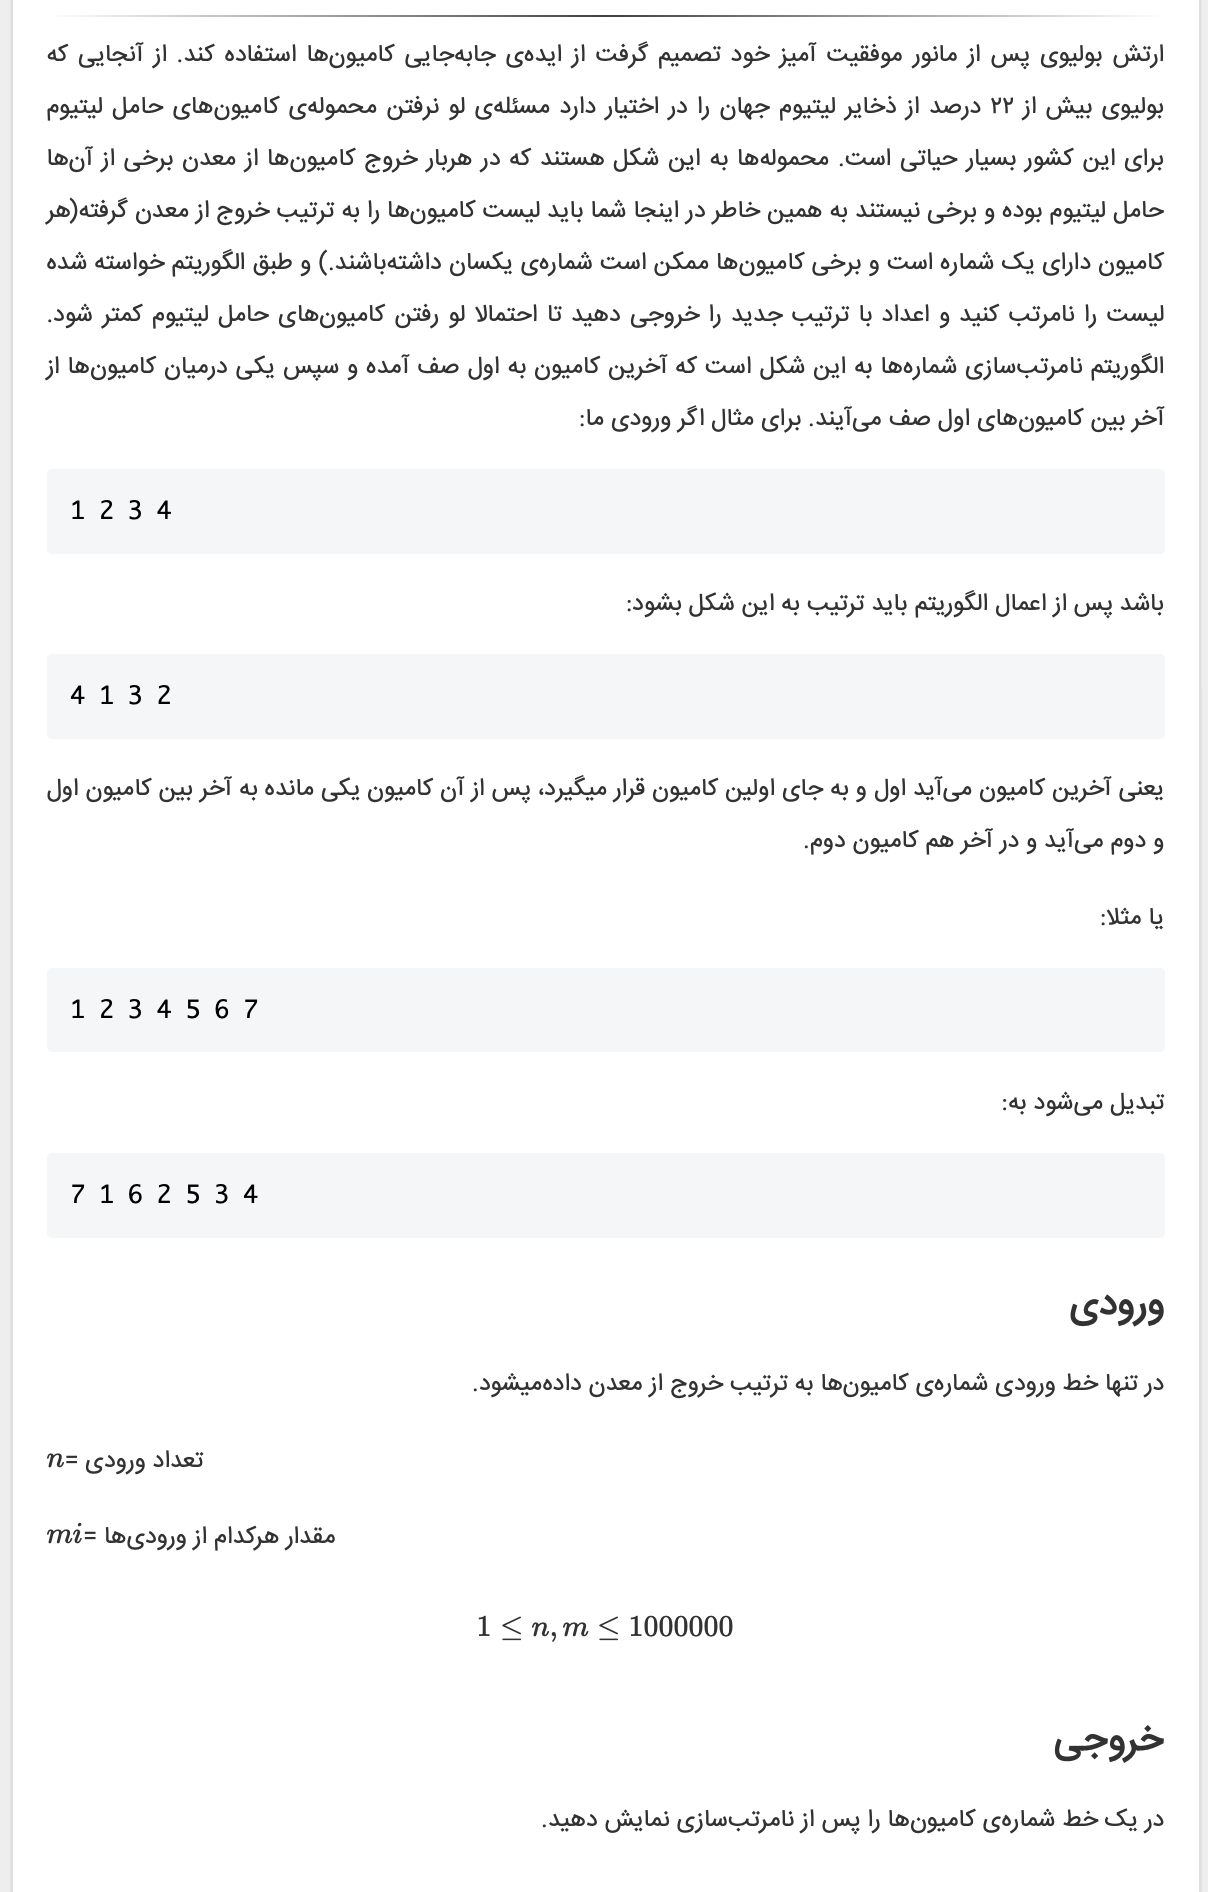 ارتش بولیوی پس از مانور موفقیت آمیز خود تصمیم گرفت از ایده‌ی جابه‌جایی کامیون‌ها استفاده کند. از آنجایی که
بولیوی بیش از ۲۲ درصد از ذخایر لیتیوم جهان را در اختیار دارد مسئله‌ی لو نرفتن محموله‌ی کامیون‌های حامل لیتیوم
برای این کشور بسیار حیاتی است. محموله‌ها به این شکل هستند که در هربار خروج کامیون‌ها از معدن برخی از آن‌ها
حامل لیتیوم بوده و برخی نیستند به همین خاطر در اینجا شما باید لیست کامیون‌ها را به ترتیب خروج از معدن گرفته(هر
کامیون دارای یک شماره است و برخی کامیون‌ها ممکن است شماره‌ی یکسان داشته‌باشند.) و طبق الگوریتم خواسته شده
لیست را نامرتب کنید و اعداد با ترتیب جدید را خروجی دهید تا احتمالا لو رفتن کامیون‌های حامل لیتیوم کمتر شود.
الگوریتم نامرتب‌سازی شماره‌ها به این شکل است که آخرین کامیون به اول صف آمده و سپس یکی درمیان کامیون‌ها از
آخر بین کامیون‌های اول صف می‌آیند. برای مثال اگر ورودی ما:
1 2 3 4
باشد پس از اعمال الگوریتم باید ترتیب به این شکل بشود:
4 1 3 2
یعنی آخرین کامیون می‌آید اول و به جای اولین کامیون قرار میگیرد، پس از آن کامیون یکی مانده به آخر بین کامیون اول
و دوم می‌آید و در آخر هم کامیون دوم.
یا مثلا:
1 2 3 4 5 6 7
تبدیل می‌شود به:
7 1 6 2 5 3 4
ورودی
در تنها خط ورودی شماره‌ی کامیون‌ها به ترتیب خروج از معدن داده‌میشود.
n= تعداد ورودی
mi= مقدار هرکدام از ورودی‌ها
1 ≤ n, m ≤ 1000000
خروجی
در یک خط شماره‌ی کامیون‌ها را پس از نامرتب‌سازی نمایش دهید.